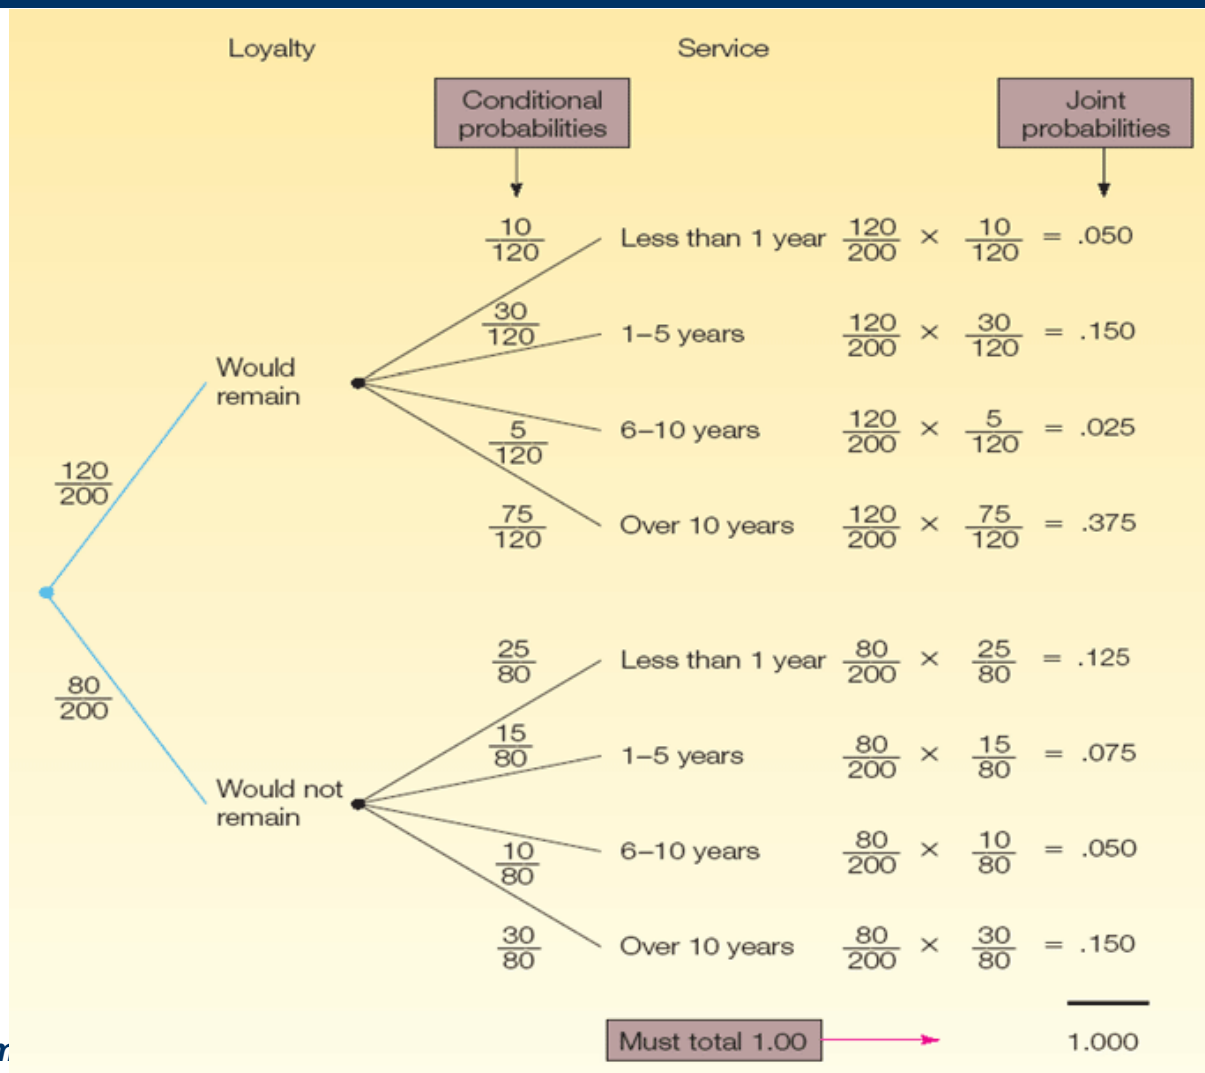 Loyalty Service
Conditional
probabilities
Joint
probabilities
10/120 Less than 1 year 120/200 × 10/120 = .050
30/120 1–5 years 120/200 × 30/120 = .150
Would
remain
5/120 6–10 years 120/200 × 5/120 = .025
120/200
75/120 Over 10 years 120/200 × 75/120 = .375
25/80 Less than 1 year 80/200 × 25/80 = .125
80/200
15/80 1–5 years 80/200 × 15/80 = .075
Would not
remain
10/80 6–10 years 80/200 × 10/80 = .050
30/80 Over 10 years 80/200 × 30/80 = .150
Must total 1.00 1.000